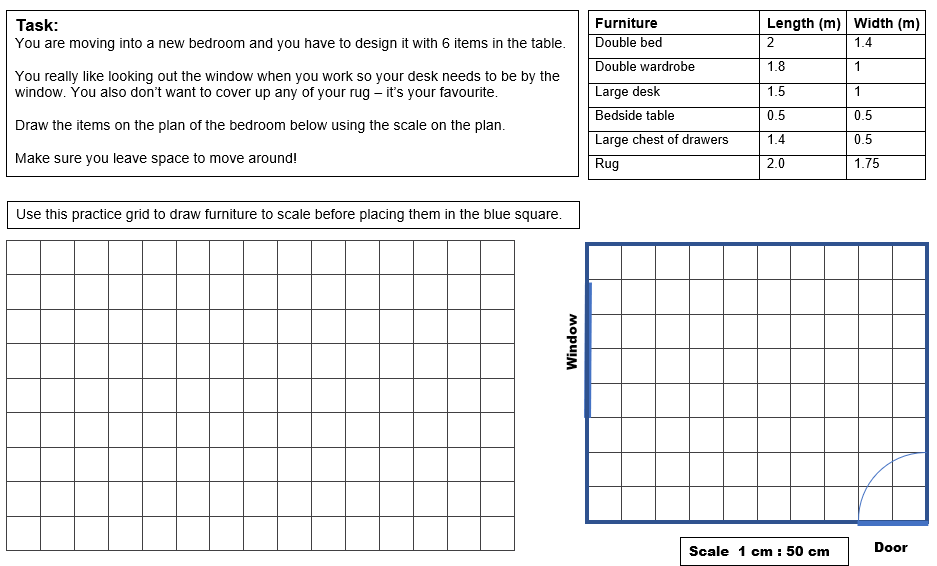 Task:
You are moving into a new bedroom and you have to design it with 6 items in the table.
You really like looking out the window when you work so your desk needs to be by the
window. You also don’t want to cover up any of your rug – it’s your favourite.
Draw the items on the plan of the bedroom below using the scale on the plan.
Make sure you leave space to move around!
Furniture Length (m) Width (m)
Double bed 2 1.4
Double wardrobe 1.8 1
Large desk 1.5 1
Bedside table 0.5 0.5
Large chest of drawers 1.4 0.5
Rug 2.0 1.75
Use this practice grid to draw furniture to scale before placing them in the blue square.
Window
Scale 1 cm : 50 cm
Door